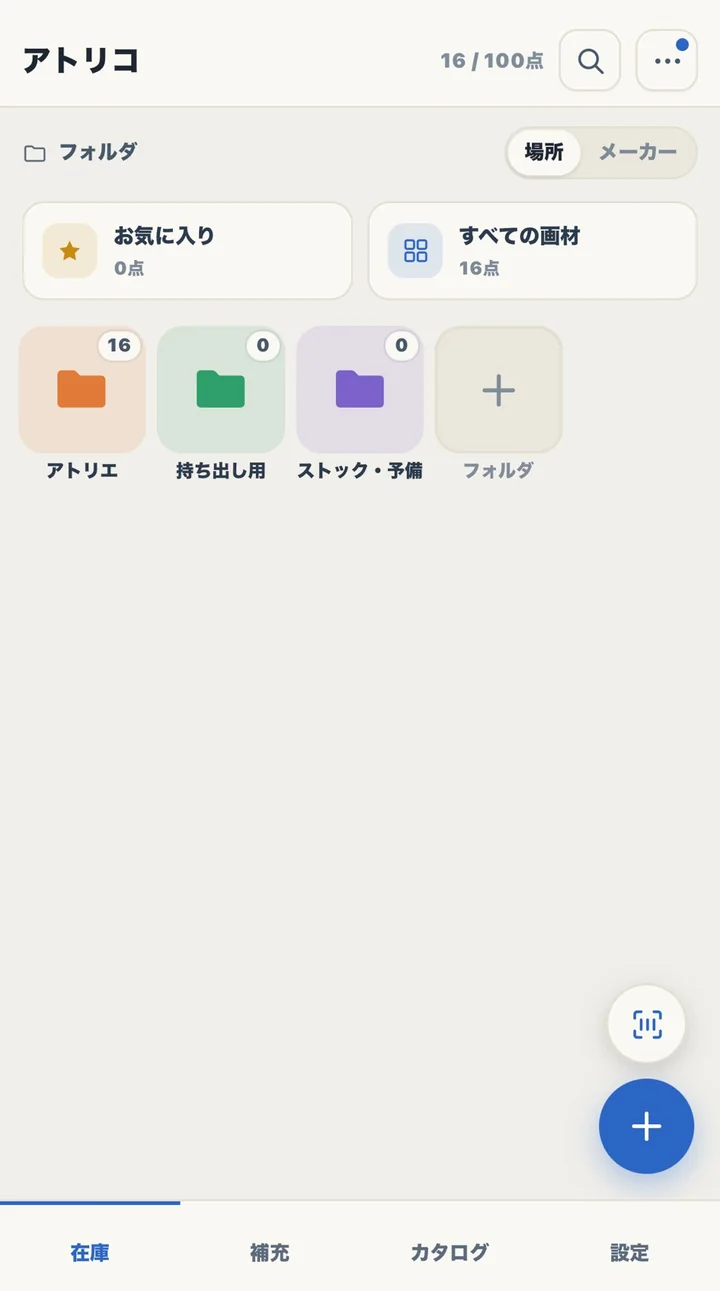 アトリコ
16 / 100点
フォルダ
場所
メーカー
お気に入り
0点
すべての画材
16点
16
0
0
アトリエ
持ち出し用
ストック・予備
フォルダ
在庫
補充
カタログ
設定